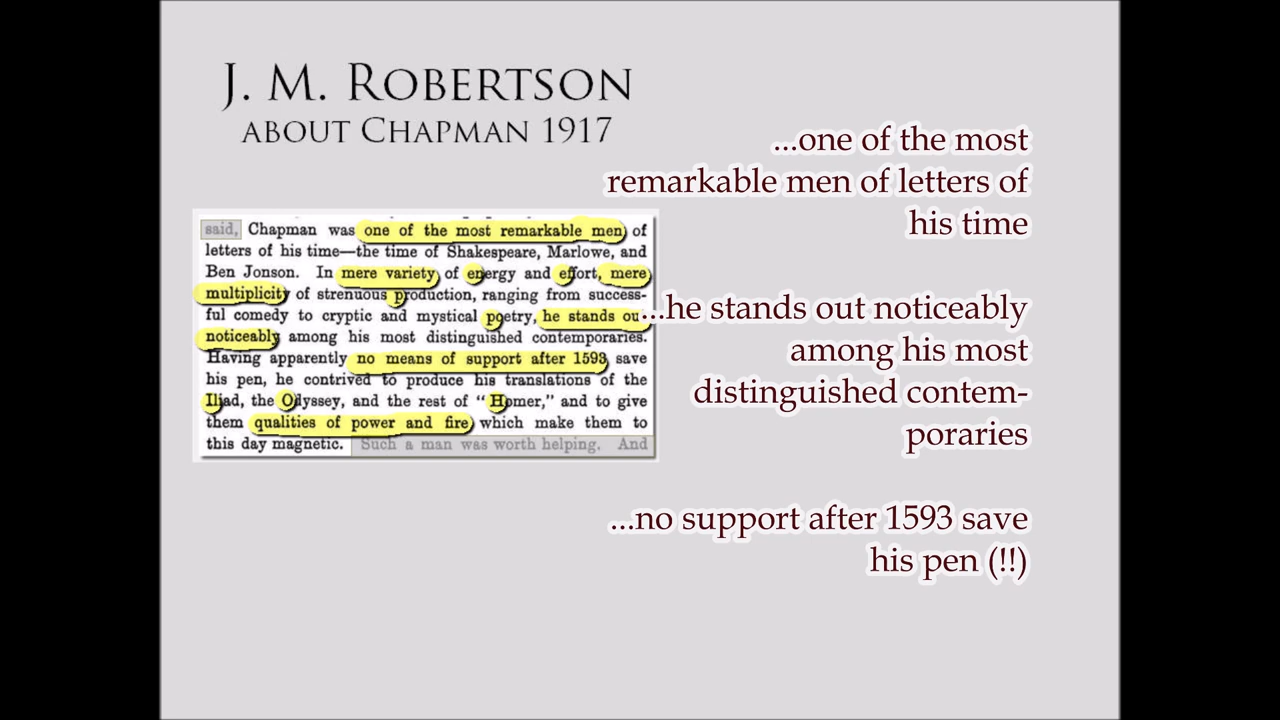 J. M. ROBERTSON
ABOUT CHAPMAN 1917
said, Chapman was one of the most remarkable men of
letters of his time—the time of Shakespeare, Marlowe, and
Ben Jonson. In mere variety of energy and effort, mere
multiplicity of strenuous production, ranging from success-
ful comedy to cryptic and mystical poetry, he stands ou
noticeably among his most distinguished contemporaries.
Having apparently no means of support after 1593 save
his pen, he contrived to produce his translations of the
Iliad, the Odyssey, and the rest of “Homer,” and to give
them qualities of power and fire which make them to
this day magnetic. Such a man was worth helping. And
...one of the most
remarkable men of letters of
his time
...he stands out noticeably
among his most
distinguished contem-
poraries
...no support after 1593 save
his pen (!!)